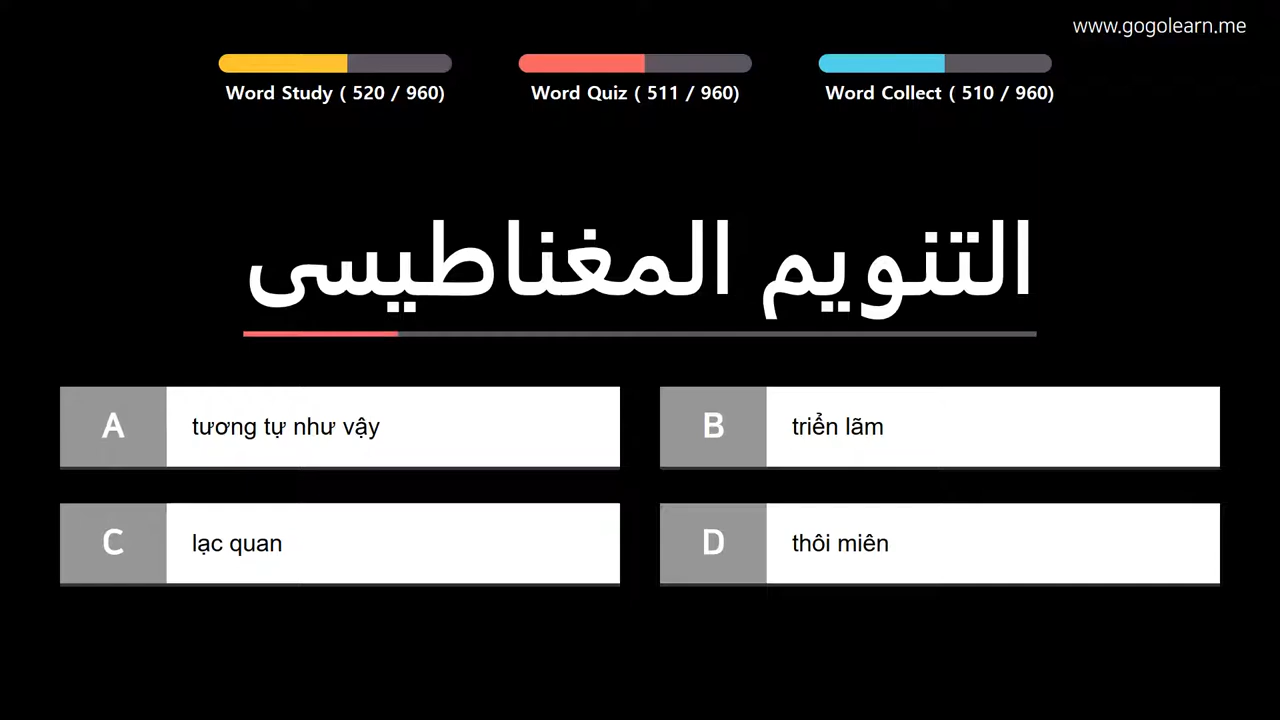 www.gogolearn.me
Word Study ( 520 / 960)
Word Quiz ( 511 / 960)
Word Collect ( 510 / 960)
التنويم المغناطيسى
A tương tự như vậy
B triển lãm
C lạc quan
D thôi miên